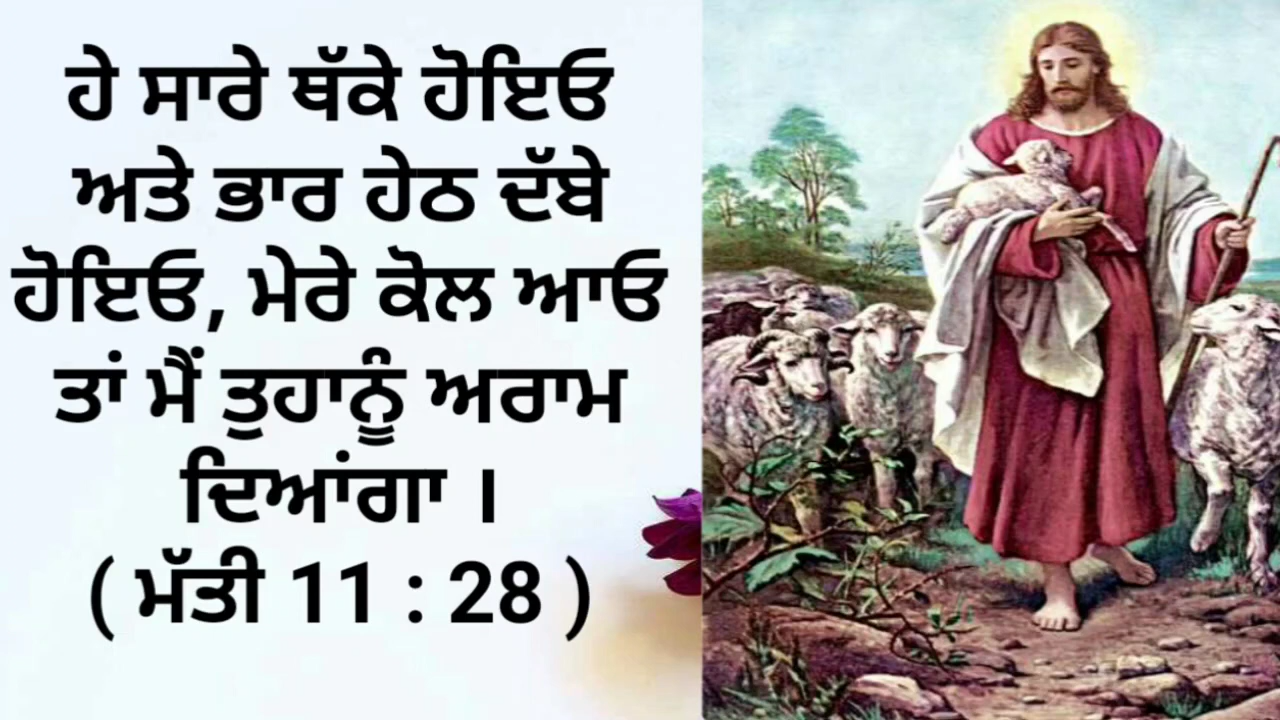 ਹੇ ਸਾਰੇ ਥੱਕੇ ਹੋਇਓ
ਅਤੇ ਭਾਰ ਹੇਠ ਦੱਬੇ
ਹੋਇਓ, ਮੇਰੇ ਕੋਲ ਆਓ
ਤਾਂ ਮੈਂ ਤੁਹਾਨੂੰ ਅਰਾਮ
ਦਿਆਂਗਾ ।
( ਮੱਤੀ 11 : 28 )